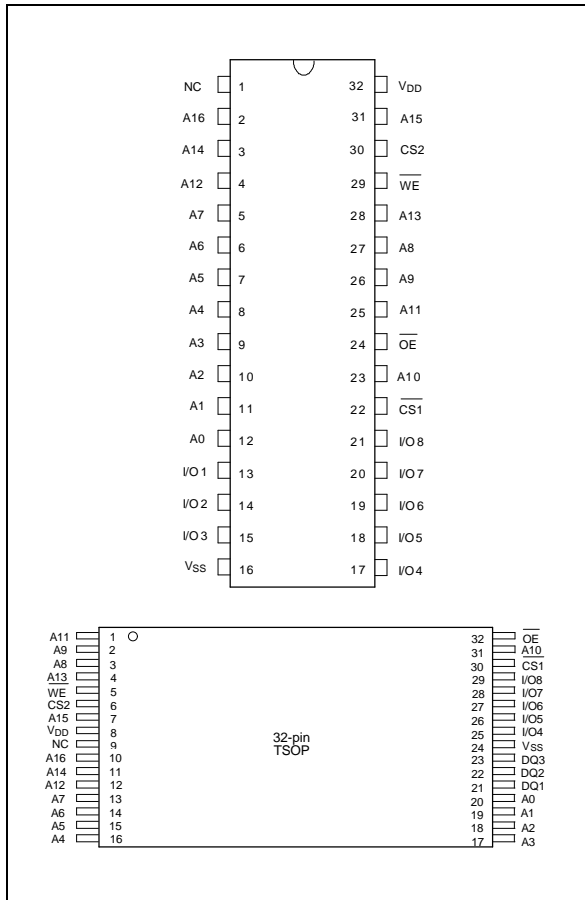 NC 1 32 VDD
A16 2 31 A15
A14 3 30 CS2
A12 4 29 WE
A7 5 28 A13
A6 6 27 A8
A5 7 26 A9
A4 8 25 A11
A3 9 24 OE
A2 10 23 A10
A1 11 22 CS1
A0 12 21 I/O8
I/O1 13 20 I/O7
I/O2 14 19 I/O6
I/O3 15 18 I/O5
VSS 16 17 I/O4
A11 1 32 OE
A9 2 31 A10
A8 3 30 CS1
A13 4 29 I/O8
WE 5 28 I/O7
CS2 6 27 I/O6
A15 7 26 I/O5
VDD 8 25 I/O4
NC 9 24 VSS
A16 10 23 DQ3
A14 11 22 DQ2
A12 12 21 DQ1
A7 13 20 A0
A6 14 19 A1
A5 15 18 A2
A4 16 17 A3
32-pin
TSOP